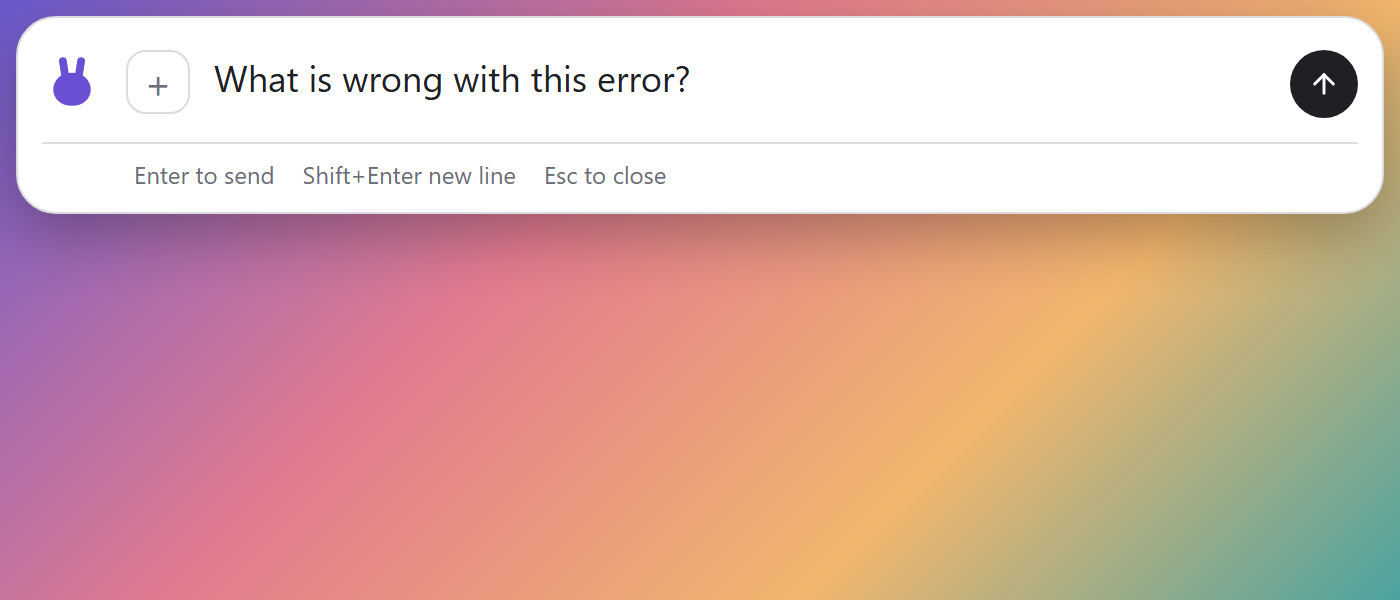 What is wrong with this error?
Enter to send Shift+Enter new line Esc to close